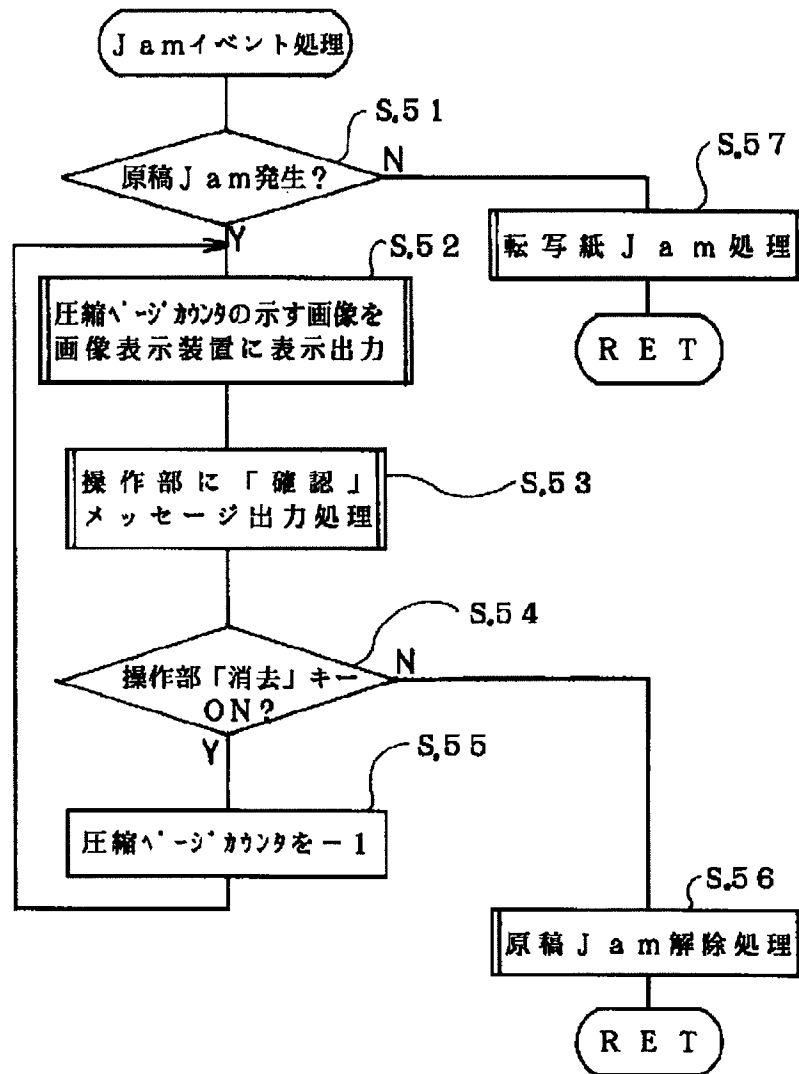 Ｊａｍイベント処理
S.51
原稿Ｊａｍ発生？
N
S.57
Y
転写紙Ｊａｍ処理
S.52
圧縮ﾍﾟｰｼﾞｶｳﾝﾀの示す画像を
画像表示装置に表示出力
ＲＥＴ
操作部に「確認」
メッセージ出力処理
S.53
S.54
操作部「消去」キー
ON？
N
Y
S.55
圧縮ﾍﾟｰｼﾞｶｳﾝﾀを－１
S.56
原稿Ｊａｍ解除処理
ＲＥＴ